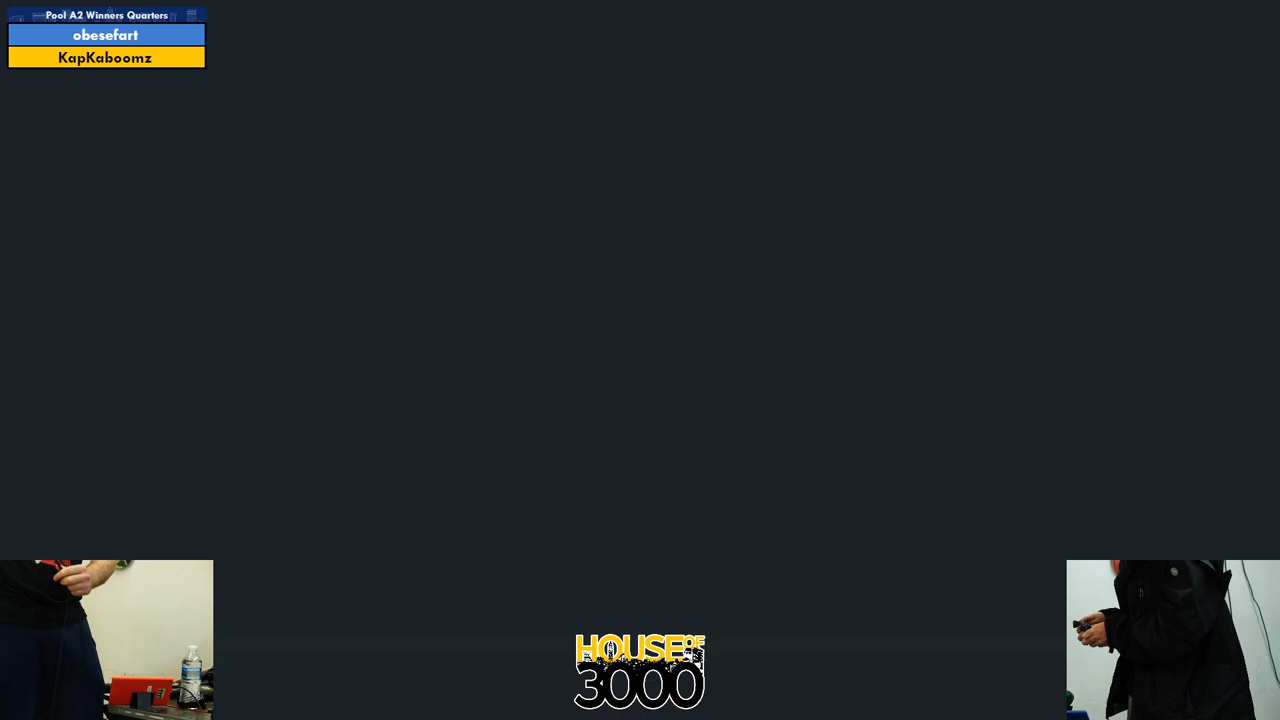 Pool A2 Winners Quarters
obesefart
KapKaboomz
HOUSE OF
3000